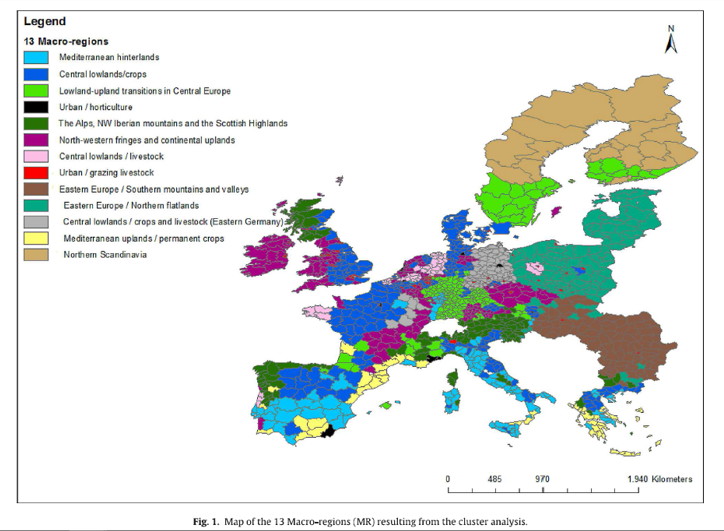 Legend
N
13 Macro-regions
Mediterranean hinterlands
Central lowlands/crops
Lowland-upland transitions in Central Europe
Urban / horticulture
The Alps, NW Iberian mountains and the Scottish Highlands
North-western fringes and continental uplands
Central lowlands / livestock
Urban / grazing livestock
Eastern Europe / Southern mountains and valleys
Eastern Europe / Northern flatlands
Central lowlands / crops and livestock (Eastern Germany)
Mediterranean uplands / permanent crops
Northern Scandinavia
0 485 970 1.940 Kilometers
Fig. 1. Map of the 13 Macro-regions (MR) resulting from the cluster analysis.